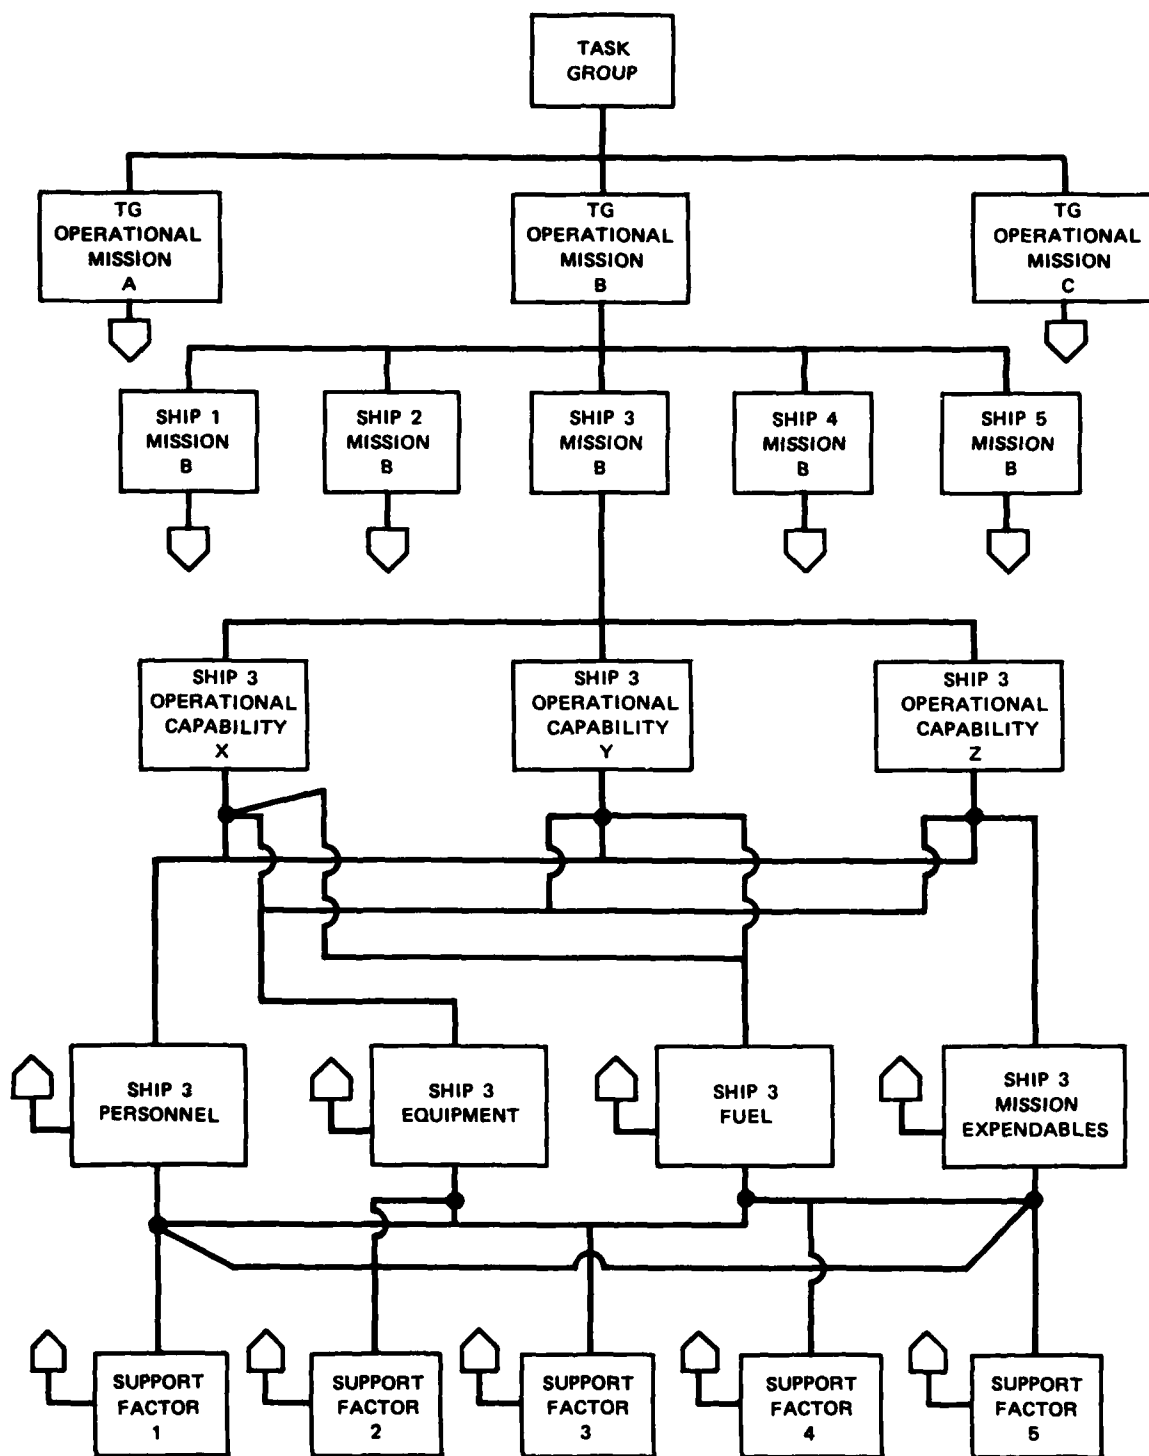 TASK
GROUP
TG
OPERATIONAL
MISSION
A
TG
OPERATIONAL
MISSION
B
TG
OPERATIONAL
MISSION
C
SHIP 1
MISSION
B
SHIP 2
MISSION
B
SHIP 3
MISSION
B
SHIP 4
MISSION
B
SHIP 5
MISSION
B
SHIP 3
OPERATIONAL
CAPABILITY
X
SHIP 3
OPERATIONAL
CAPABILITY
Y
SHIP 3
OPERATIONAL
CAPABILITY
Z
SHIP 3
PERSONNEL
SHIP 3
EQUIPMENT
SHIP 3
FUEL
SHIP 3
MISSION
EXPENDABLES
SUPPORT
FACTOR
1
SUPPORT
FACTOR
2
SUPPORT
FACTOR
3
SUPPORT
FACTOR
4
SUPPORT
FACTOR
5